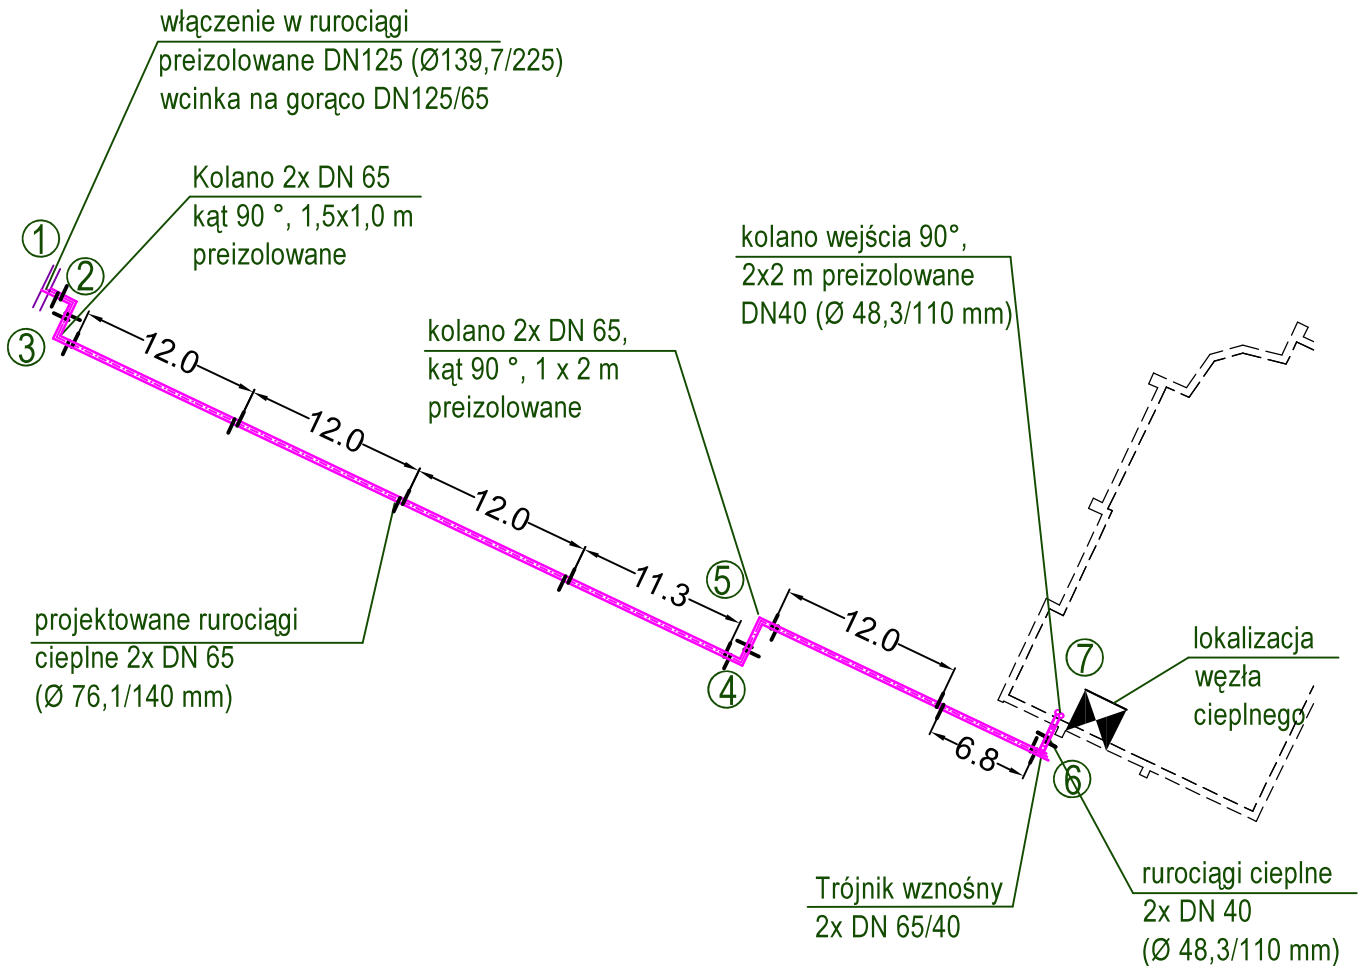 włączenie w rurociągi
preizolowane DN125 (Ø139,7/225)
wcinka na gorąco DN125/65
Kolano 2x DN 65
kąt 90 °, 1,5x1,0 m
preizolowane
1
2
3
kolano wejścia 90°,
2x2 m preizolowane
DN40 (Ø 48,3/110 mm)
kolano 2x DN 65,
kąt 90 °, 1 x 2 m
preizolowane
12.0
12.0
12.0
11.3
5
4
12.0
6.8
projektowane rurociągi
cieplne 2x DN 65
(Ø 76,1/140 mm)
7
lokalizacja
węzła
cieplnego
6
Trójnik wznośny
2x DN 65/40
rurociągi cieplne
2x DN 40
(Ø 48,3/110 mm)